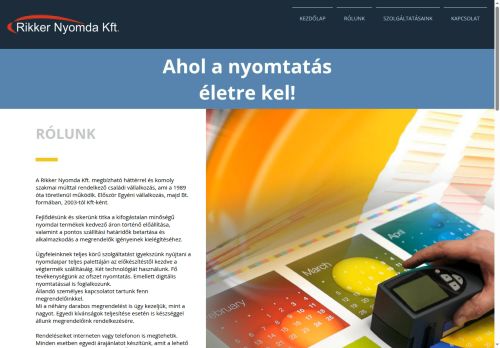 Rikker Nyomda Kft.
KEZDŐLAP
RÓLUNK
SZOLGÁLTATÁSAINK
KAPCSOLAT
Ahol a nyomtatás
életre kel!
RÓLUNK
A Rikker Nyomda Kft. megbízható háttérrel és komoly
szakmai múlttal rendelkező családi vállalkozás, ami a 1989
óta töretlenül működik. Először Egyéni vállalkozás, majd Bt.
formában, 2003-tól Kft-ként.
Fejlődésünk és sikerünk titka a kifogástalan minőségű
nyomdai termékek kedvező áron történő előállítása,
valamint a pontos szállítási határidők betartása és
alkalmazkodás a megrendelők igényeinek kielégítéséhez.
Ügyfeleinknek teljes körű szolgáltatást igyekszünk nyújtani a
nyomdaipar teljes palettáján az előkészítéstől kezdve a
végtermék szállításáig. Két technológiát használunk. Fő
tevékenységünk az ofszet nyomtatás. Emellett digitális
nyomtatással is foglalkozunk.
Állandó személyes kapcsolatot tartunk fenn
megrendelőinkkel.
Mi a néhány darabos megrendelést is úgy kezeljük, mint a
nagyot. Egyedi kívánságok teljesítése esetén is készséggel
állunk megrendelőink rendelkezésére.
Rendeléseiket interneten vagy telefonon is megtehetik.
Minden esetben egyedi árajánlatot készítünk, amit a lehető
February
March